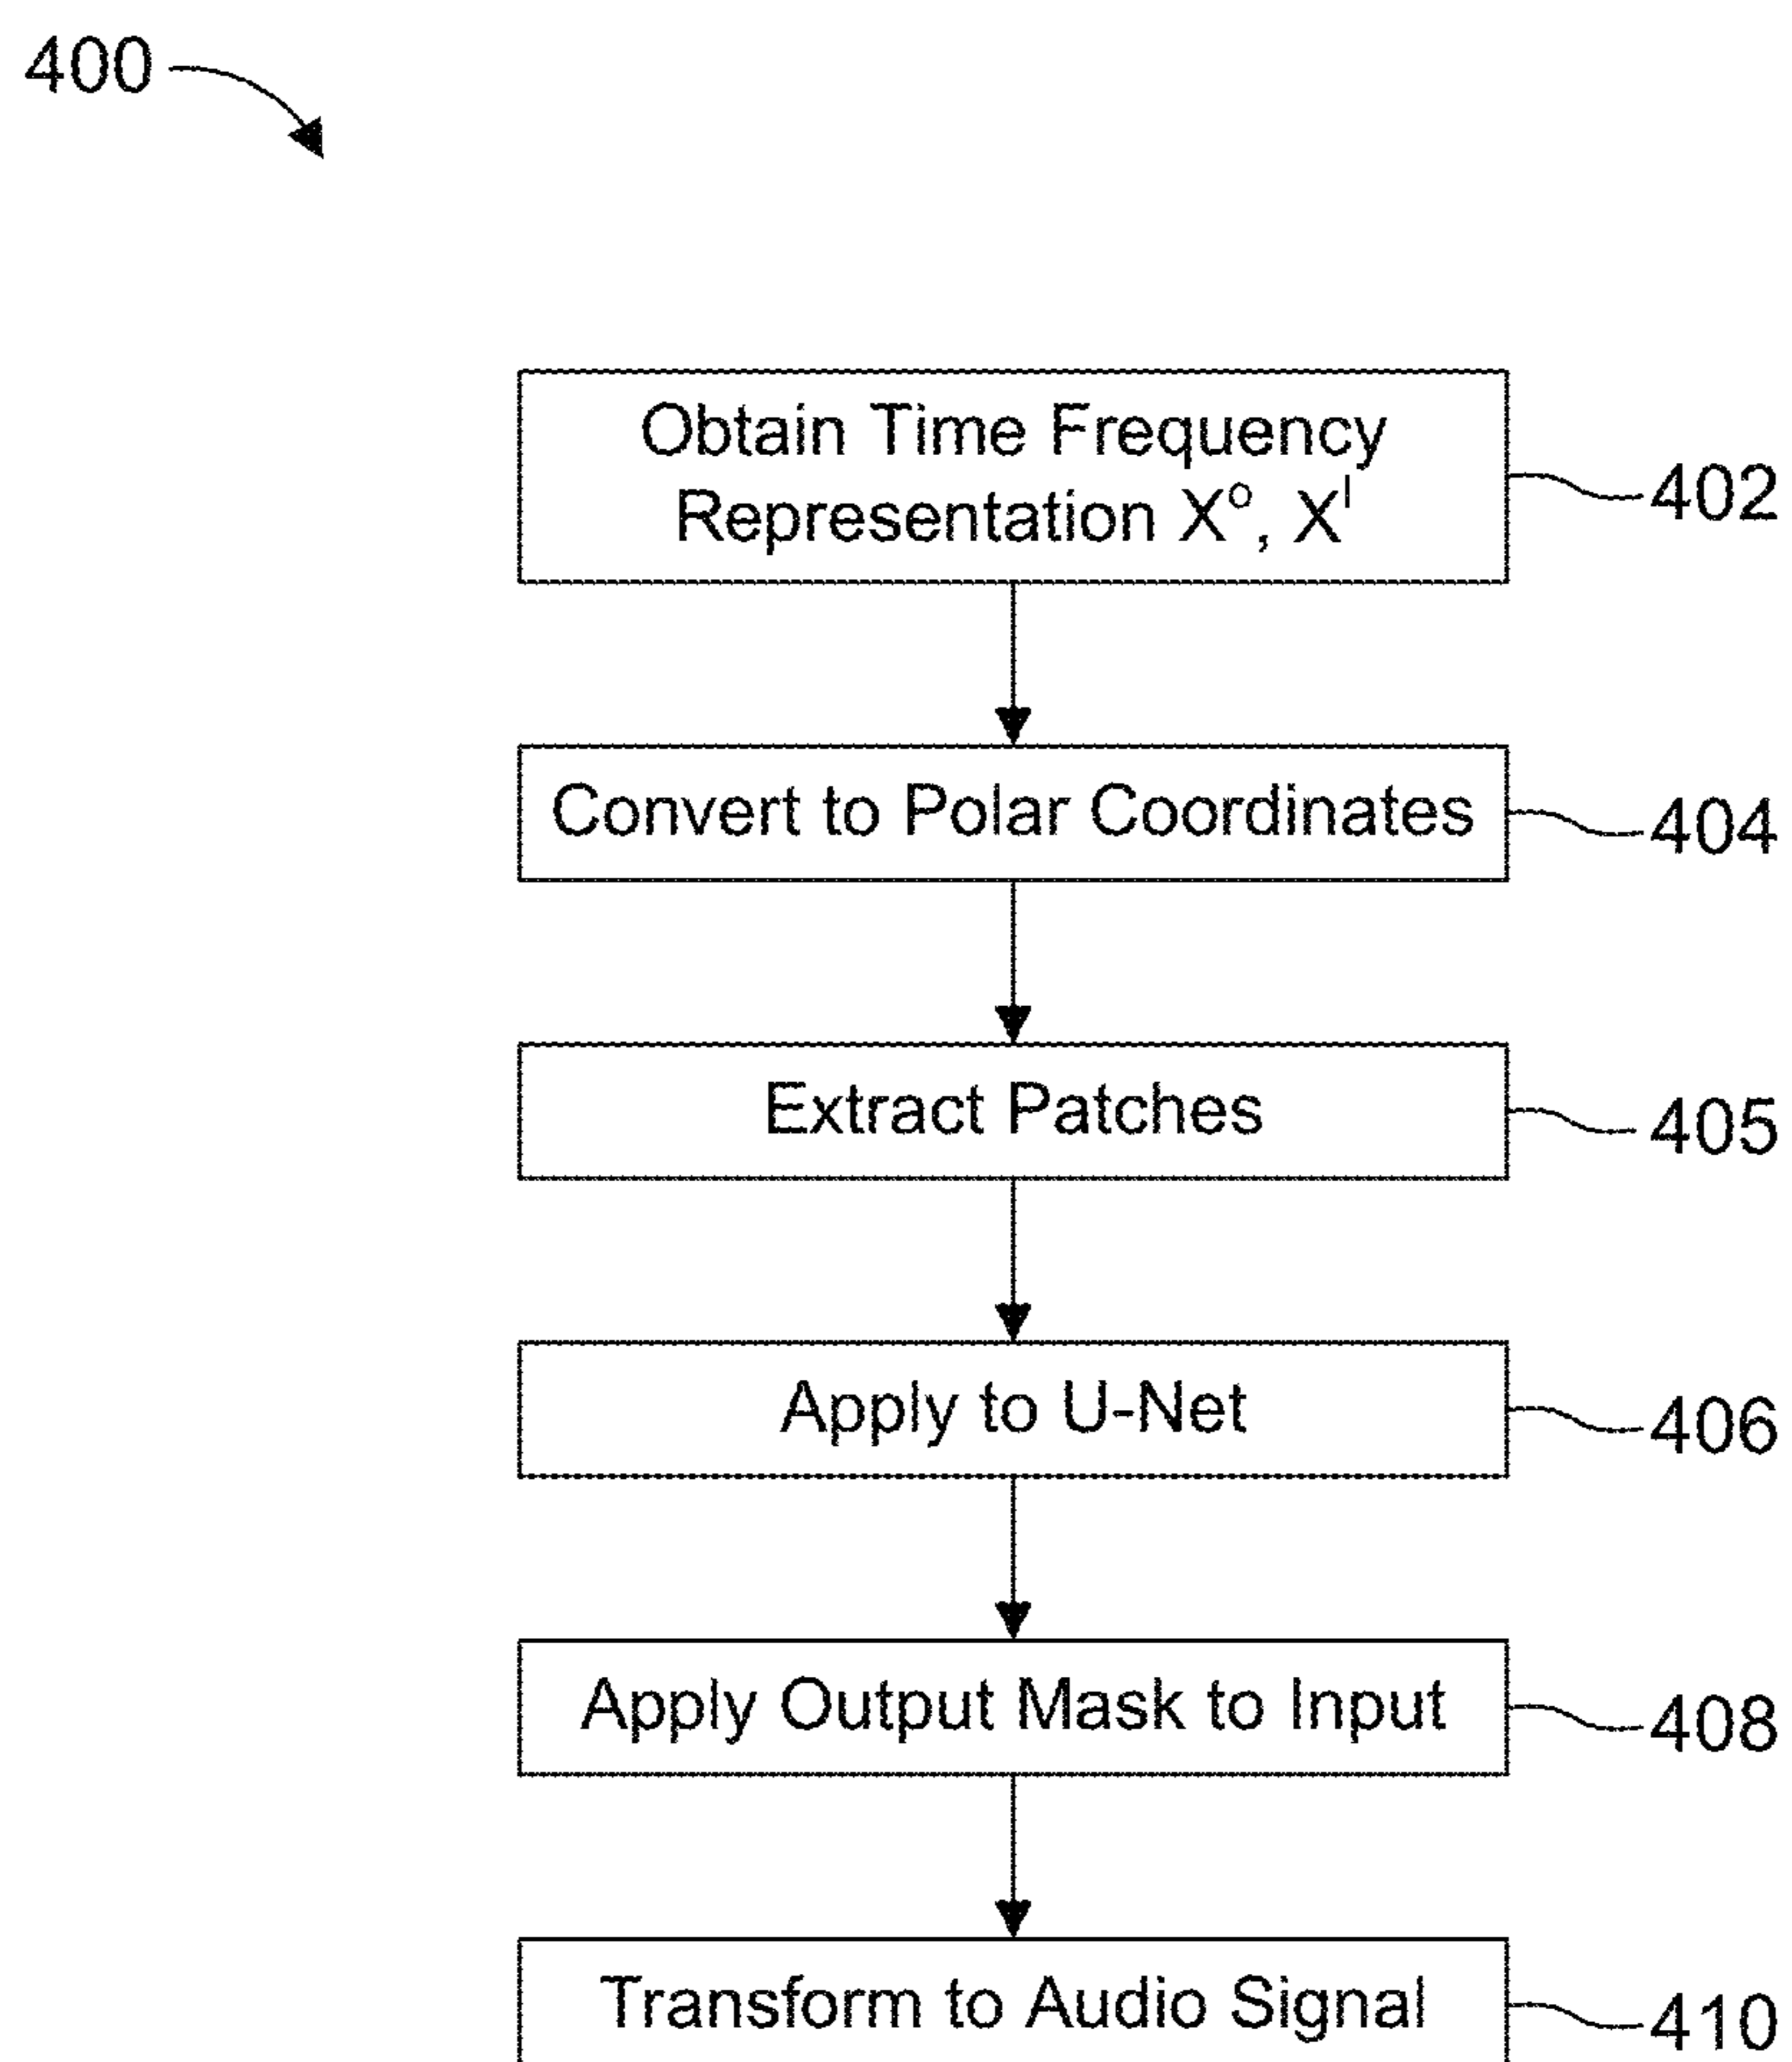 400
Obtain Time Frequency
Representation Xᵒ, Xᴵ
402
Convert to Polar Coordinates
404
Extract Patches
405
Apply to U-Net
406
Apply Output Mask to Input
408
Transform to Audio Signal
410